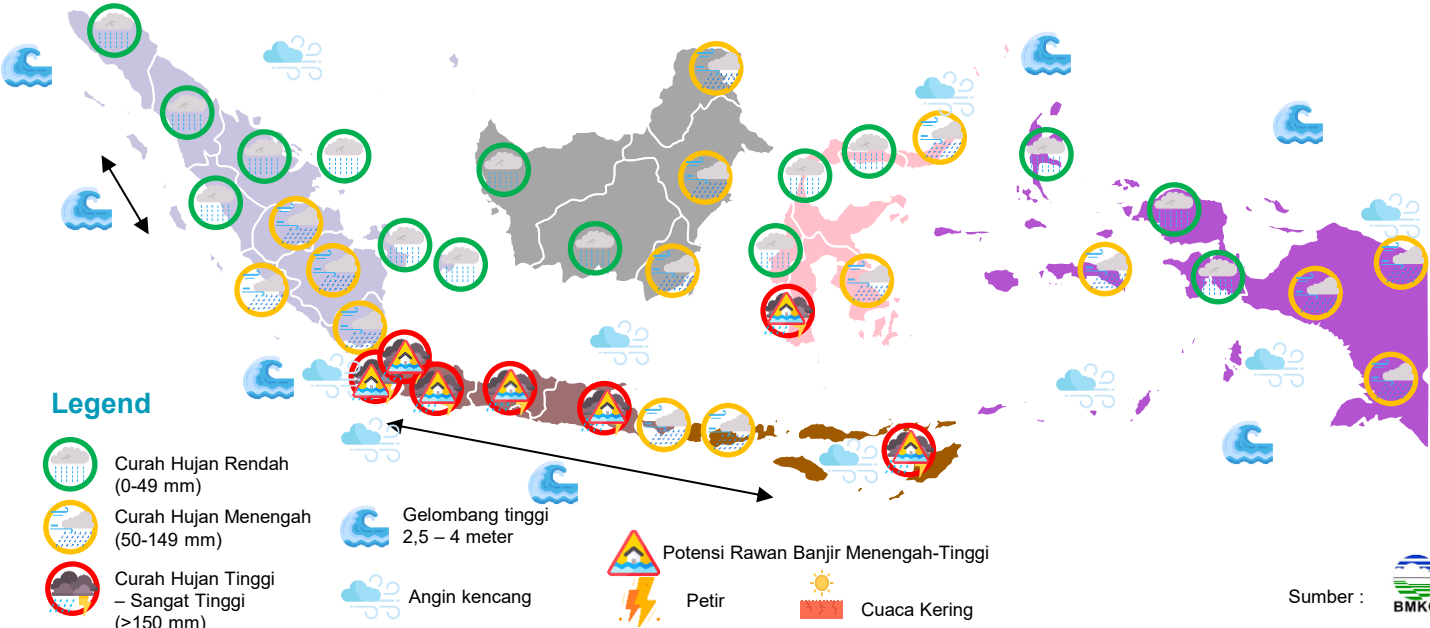 Legend
Curah Hujan Rendah
(0-49 mm)
Curah Hujan Menengah
(50-149 mm)
Curah Hujan Tinggi
– Sangat Tinggi
(>150 mm)
Gelombang tinggi
2,5 – 4 meter
Angin kencang
Potensi Rawan Banjir Menengah-Tinggi
Petir
Cuaca Kering
Sumber :